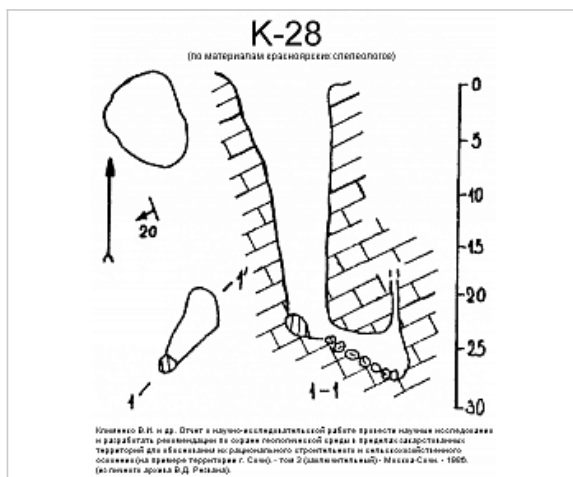 К-28
(по материалам красноярских спелеологов)
0
5
10
15
20
20
1'
25
1
1-1
30
Клименко В.И. и др. Отчет о научно-исследовательской работе провести научные исследования
и разработать рекомендации по охране геологической среды в пределах закарстованных
территорий для обоснования их рационального строительного и сельскохозяйственного
освоения (на примере территории г. Сочи). - том 2 (заключительный) - Москва-Сочи. - 1986.
(из личного архива В.Д. Резвана).